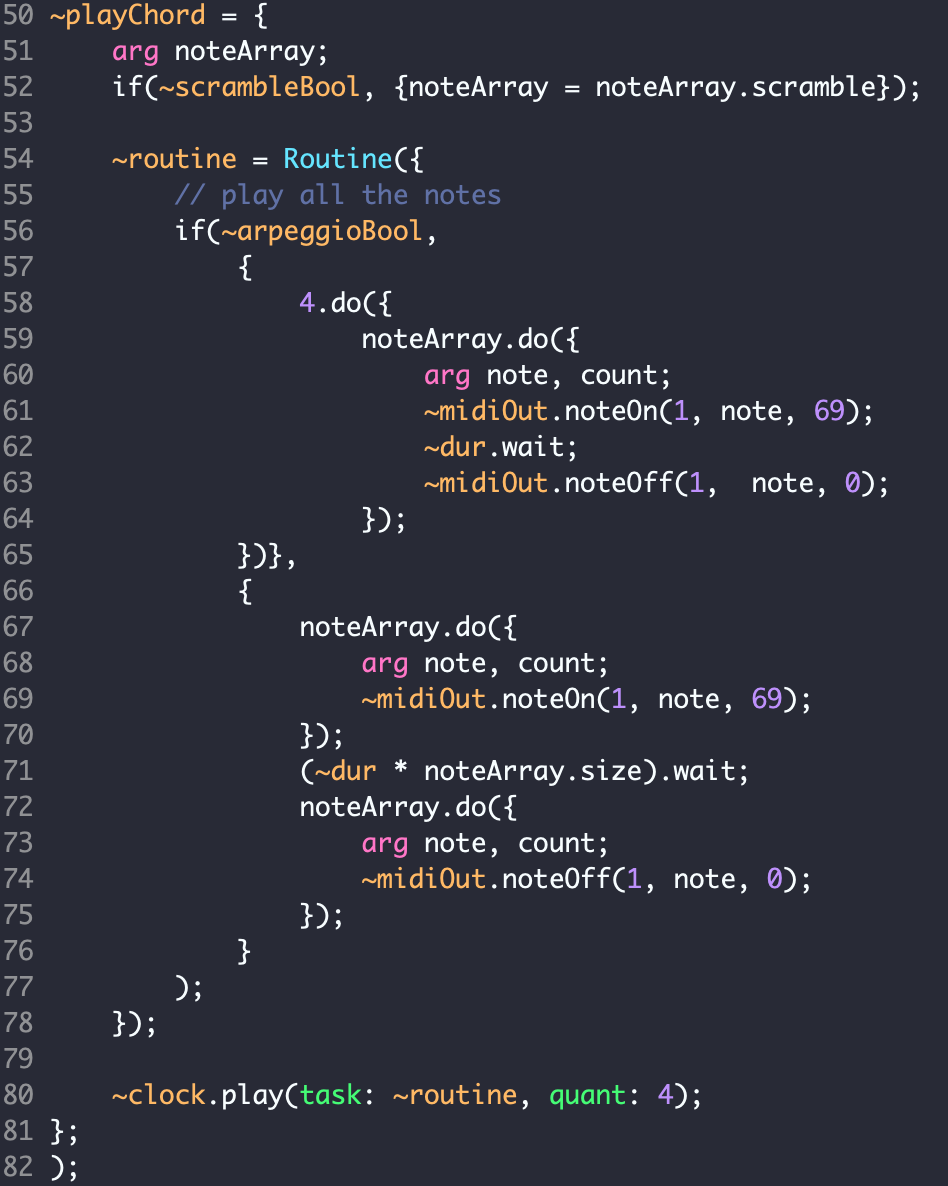 50 ~playChord = {
51     arg noteArray;
52     if(~scrambleBool, {noteArray = noteArray.scramble});
53
54     ~routine = Routine({
55         // play all the notes
56         if(~arpeggioBool,
57             {
58                 4.do({
59                     noteArray.do({
60                         arg note, count;
61                         ~midiOut.noteOn(1, note, 69);
62                         ~dur.wait;
63                         ~midiOut.noteOff(1,  note, 0);
64                     });
65             })},
66             {
67                 noteArray.do({
68                     arg note, count;
69                     ~midiOut.noteOn(1, note, 69);
70                 });
71                 (~dur * noteArray.size).wait;
72                 noteArray.do({
73                     arg note, count;
74                     ~midiOut.noteOff(1, note, 0);
75                 });
76             }
77         );
78     });
79
80     ~clock.play(task: ~routine, quant: 4);
81 };
82 );